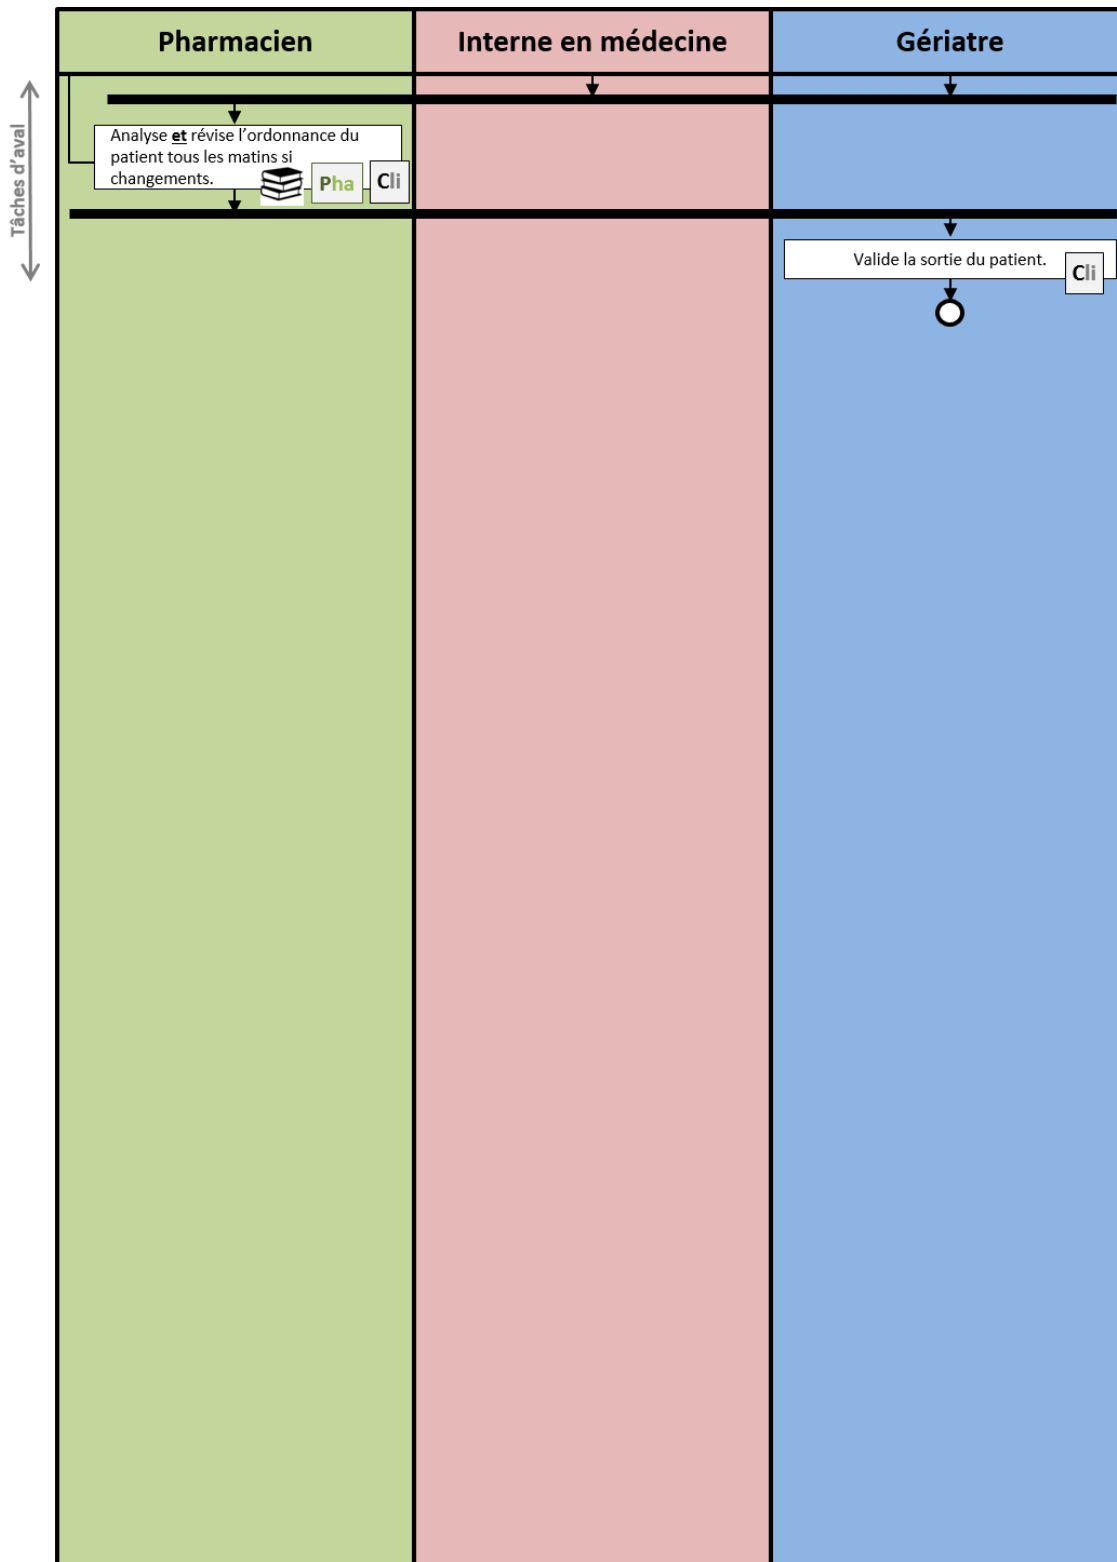 Pharmacien
Interne en médecine
Gériatre
Tâches d'aval
Analyse et révise l'ordonnance du
patient tous les matins si
changements.
Pha
Cli
Valide la sortie du patient.
Cli